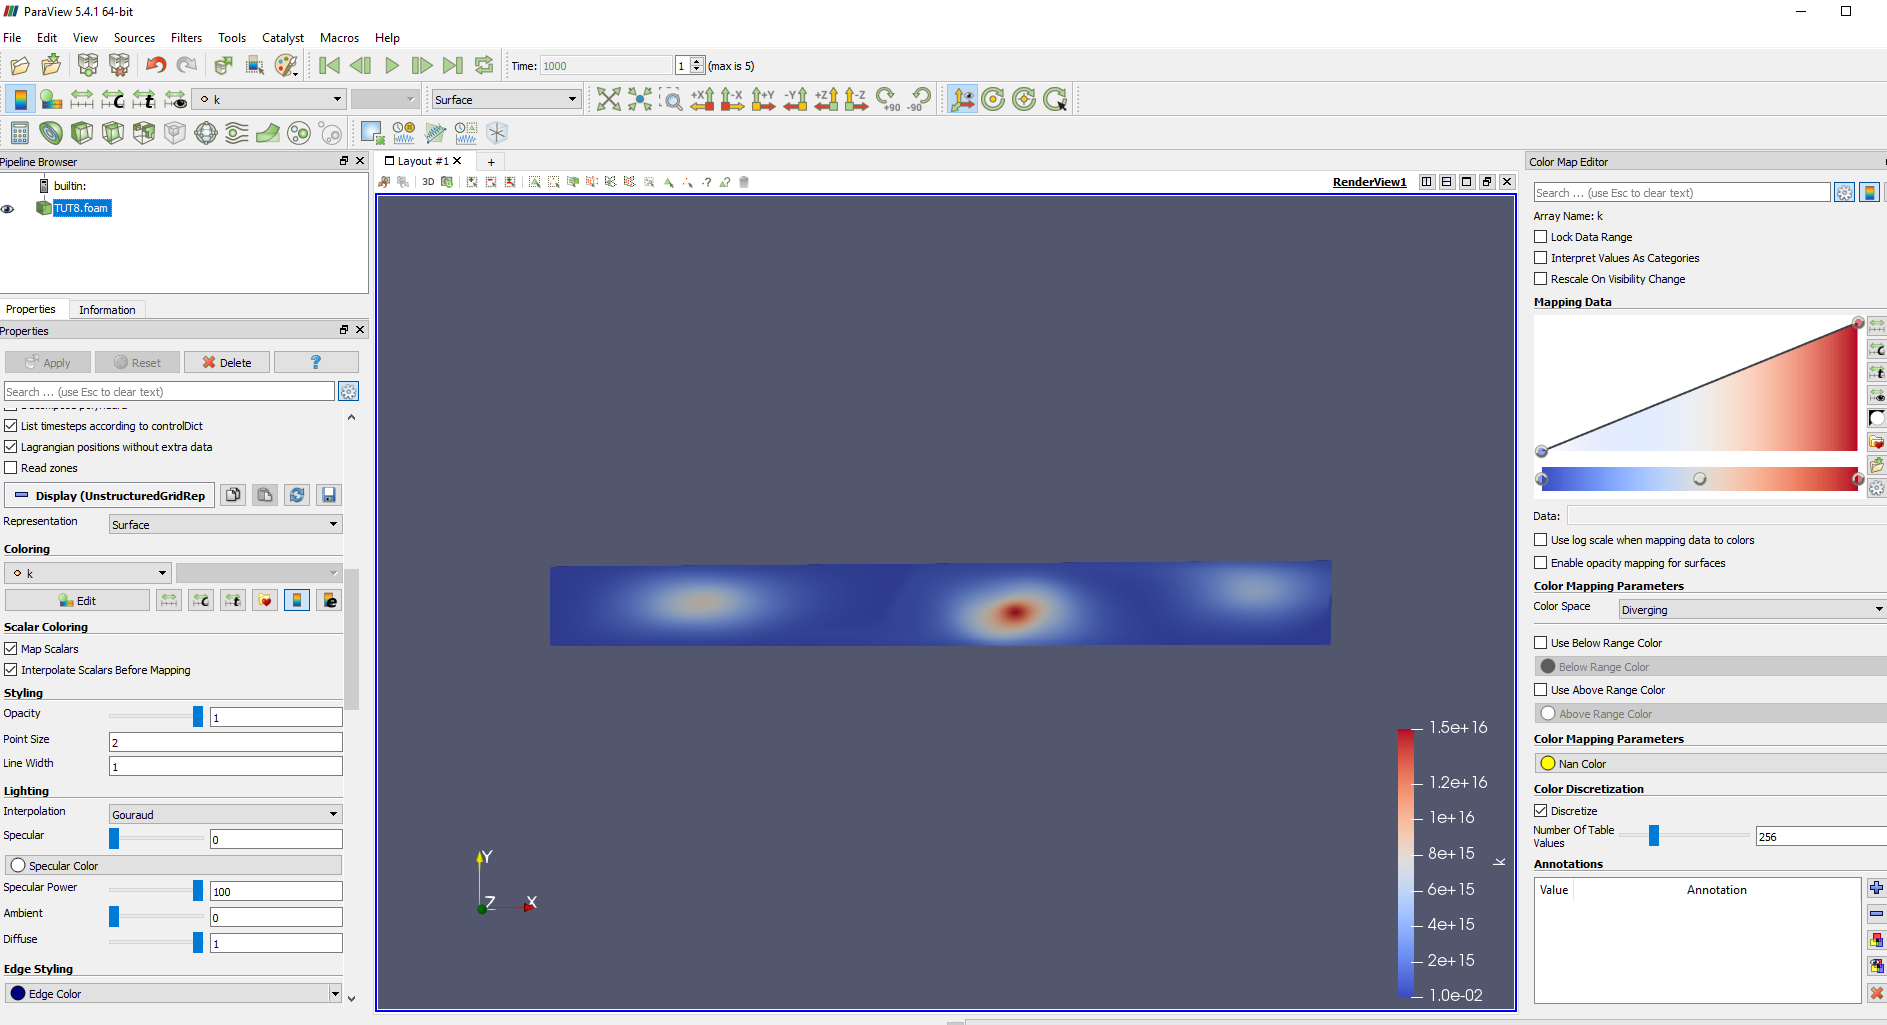 ParaView 5.4.1 64-bit
File Edit View Sources Filters Tools Catalyst Macros Help
Time: 1000 1 (max is 5)
k Surface +X -X +Y -Y +Z -Z +90 -90
Pipeline Browser
builtin:
TUT8.foam
Properties Information
Properties
Apply Reset Delete ?
Search ... (use Esc to clear text)
List timesteps according to controlDict
Lagrangian positions without extra data
Read zones
Display (UnstructuredGridRep
Representation Surface
Coloring
k
Edit
Scalar Coloring
Map Scalars
Interpolate Scalars Before Mapping
Styling
Opacity 1
Point Size 2
Line Width 1
Lighting
Interpolation Gouraud
Specular 0
Specular Color
Specular Power 100
Ambient 0
Diffuse 1
Edge Styling
Edge Color
Layout #1 +
3D RenderView1
Y
Z X
1.5e+16
1.2e+16
1e+16
8e+15
6e+15
4e+15
2e+15
1.0e-02
k
Color Map Editor
Search ... (use Esc to clear text)
Array Name: k
Lock Data Range
Interpret Values As Categories
Rescale On Visibility Change
Mapping Data
Data:
Use log scale when mapping data to colors
Enable opacity mapping for surfaces
Color Mapping Parameters
Color Space Diverging
Use Below Range Color
Below Range Color
Use Above Range Color
Above Range Color
Color Mapping Parameters
Nan Color
Color Discretization
Discretize
Number Of Table Values 256
Annotations
Value Annotation